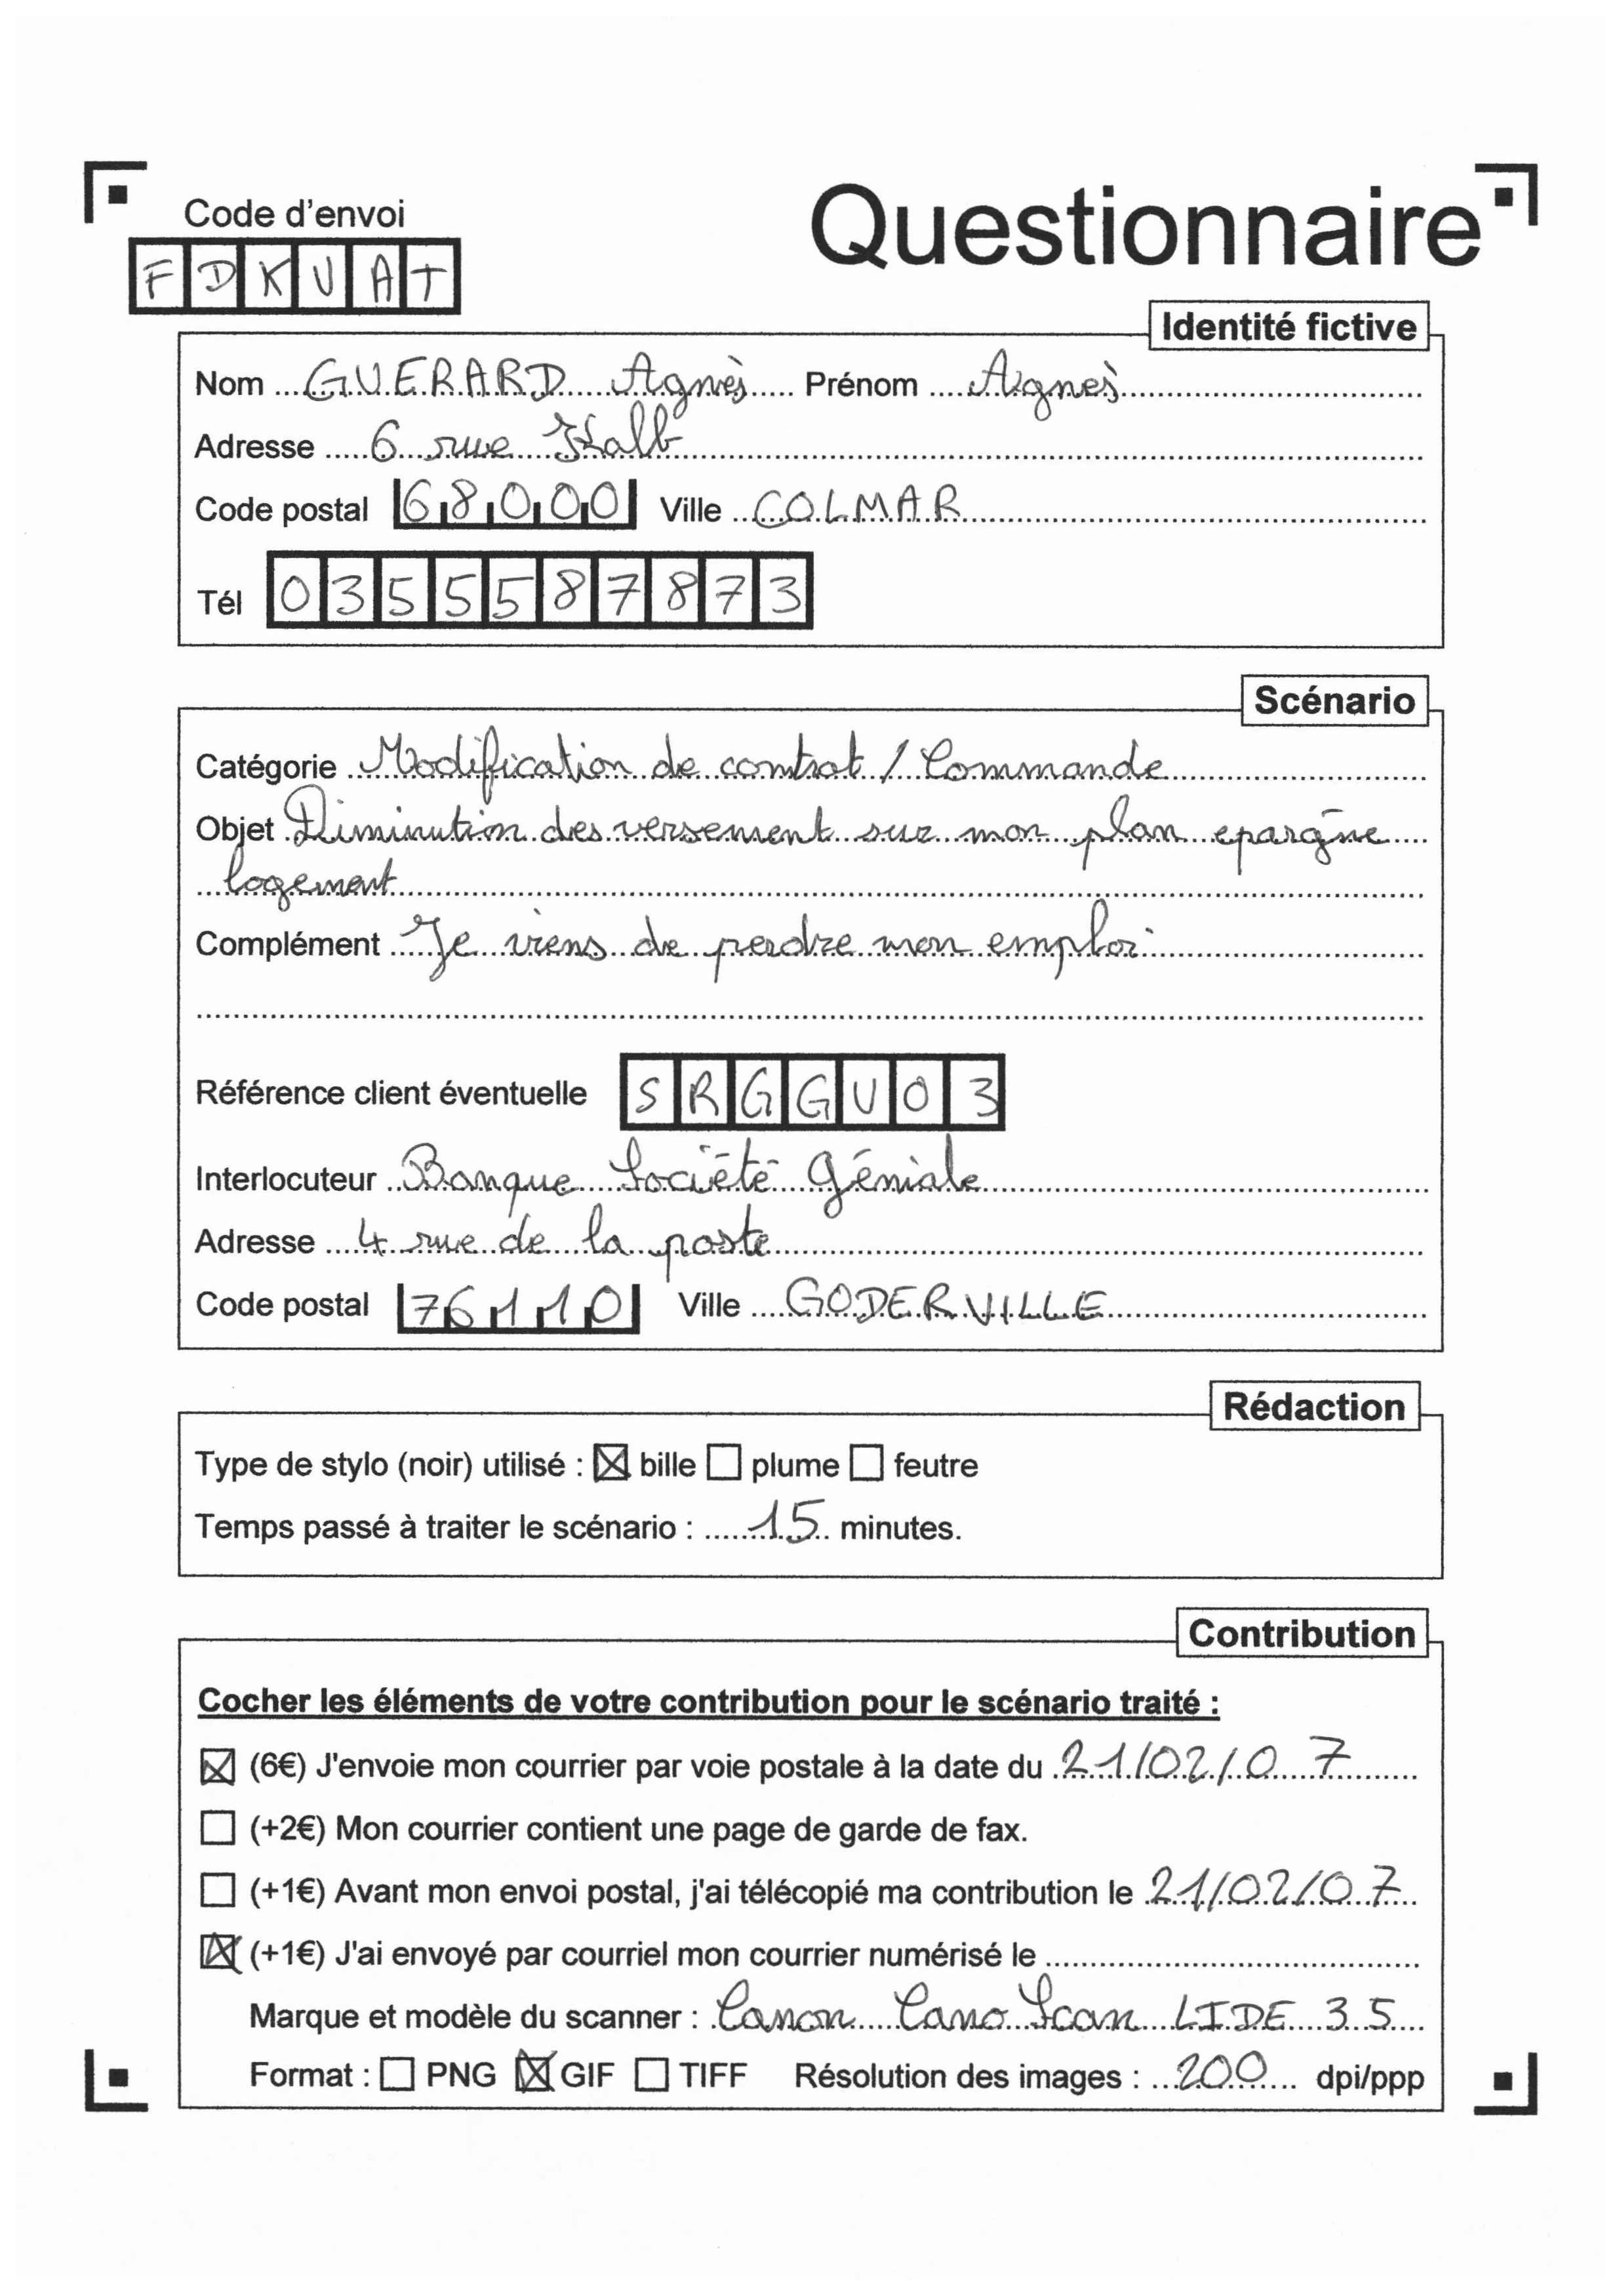 Code d'envoi
Questionnaire
FDKVAT
Identité fictive
Nom GUERARD Agnès Prénom Agnès
Adresse 6 rue
Code postal 68000 Ville COLMAR
Tél 0355587873
Scénario
Catégorie Modification de contrat / Commande
Objet Diminution des versement sur mon plan epargne
logement
Complément Je viens de perdre mon emploi
Référence client éventuelle SRGGU03
Interlocuteur Banque Société Géniale
Adresse 4 rue de la poste
Code postal 76110 Ville GODERVILLE
Rédaction
Type de stylo (noir) utilisé : ☒ bille ☐ plume ☐ feutre
Temps passé à traiter le scénario : 15 minutes.
Contribution
Cocher les éléments de votre contribution pour le scénario traité :
☒ (6€) J'envoie mon courrier par voie postale à la date du 21/02/07
☐ (+2€) Mon courrier contient une page de garde de fax.
☐ (+1€) Avant mon envoi postal, j'ai télécopié ma contribution le 21/02/07
☒ (+1€) J'ai envoyé par courriel mon courrier numérisé le
Marque et modèle du scanner : Canon CanoScan LIDE 35
Format : ☐ PNG ☒ GIF ☐ TIFF Résolution des images : 200 dpi/ppp